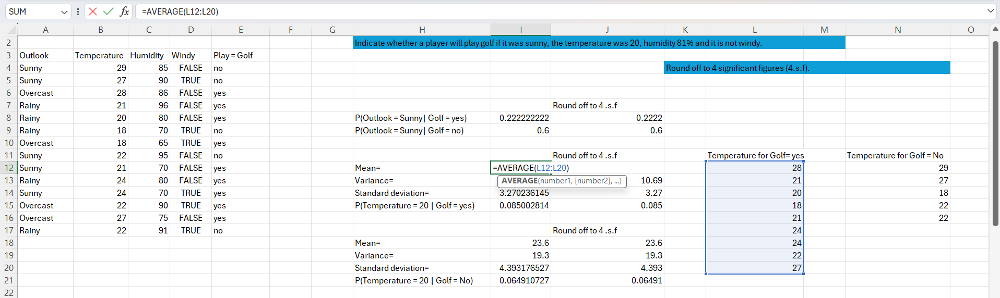 SUM =AVERAGE(L12:L20)
A B C D E F G H I J K L M N O
2 Indicate whether a player will play golf if it was sunny, the temperature was 20, humidity 81% and it is not windy.
3 Outlook Temperature Humidity Windy Play = Golf
4 Sunny 29 85 FALSE no Round off to 4 significant figures (4.s.f).
5 Sunny 27 90 TRUE no
6 Overcast 28 86 FALSE yes
7 Rainy 21 96 FALSE yes Round off to 4 .s.f
8 Rainy 20 80 FALSE yes P(Outlook = Sunny| Golf = yes) 0.222222222 0.2222
9 Rainy 18 70 TRUE no P(Outlook = Sunny| Golf = no) 0.6 0.6
10 Overcast 18 65 TRUE yes
11 Sunny 22 95 FALSE no Round off to 4 .s.f Temperature for Golf= yes Temperature for Golf = No
12 Sunny 21 70 FALSE yes Mean= =AVERAGE(L12:L20) 28 29
13 Rainy 24 80 FALSE yes Variance= AVERAGE(number1, [number2], ...) 10.69 21 27
14 Sunny 24 70 TRUE yes Standard deviation= 3.270236145 3.27 20 18
15 Overcast 22 90 TRUE yes P(Temperature = 20 | Golf = yes) 0.085002814 0.085 18 22
16 Overcast 27 75 FALSE yes 21 22
17 Rainy 22 91 TRUE no Round off to 4 .s.f 24
18 Mean= 23.6 23.6 24
19 Variance= 19.3 19.3 22
20 Standard deviation= 4.393176527 4.393 27
21 P(Temperature = 20 | Golf = No) 0.064910727 0.06491
22